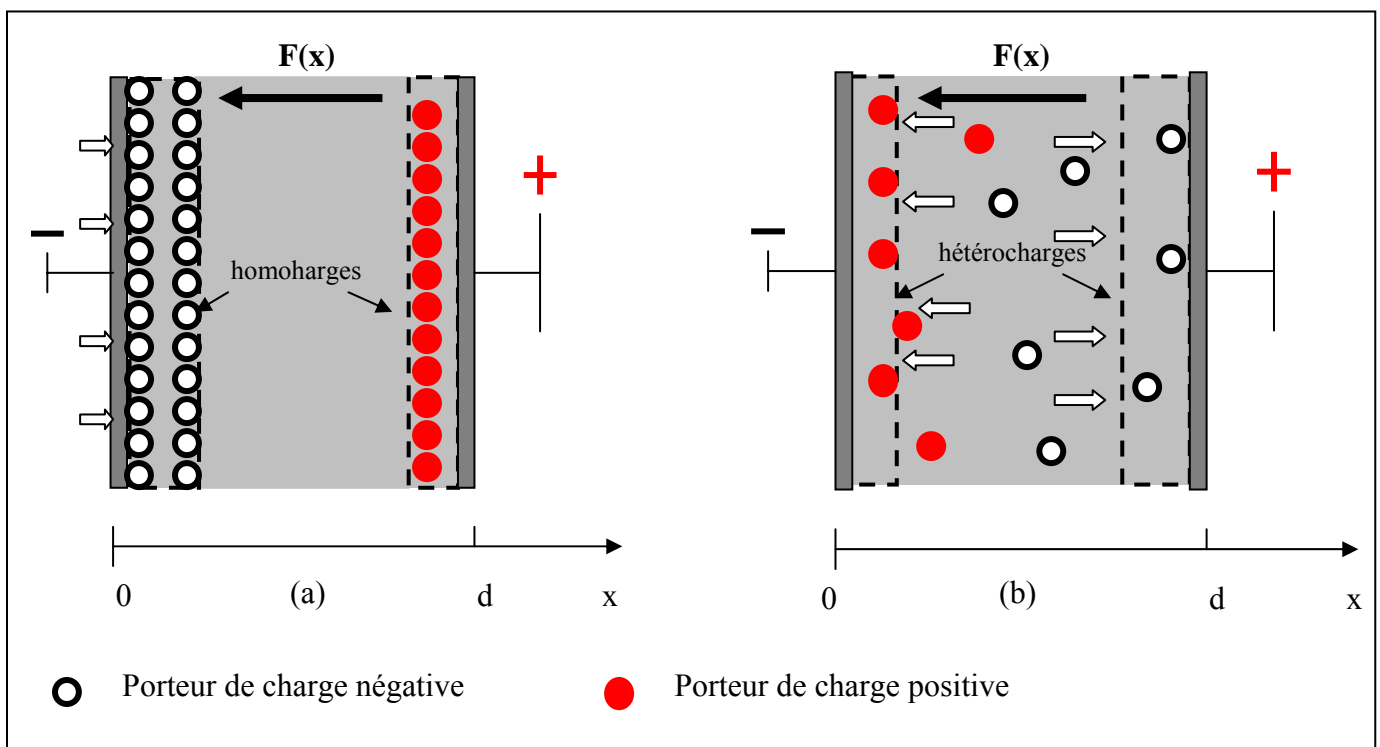 F(x)
F(x)
+
+
−
−
homoharges
hétérocharges
0
(a)
d
x
0
(b)
d
x
Porteur de charge négative
Porteur de charge positive